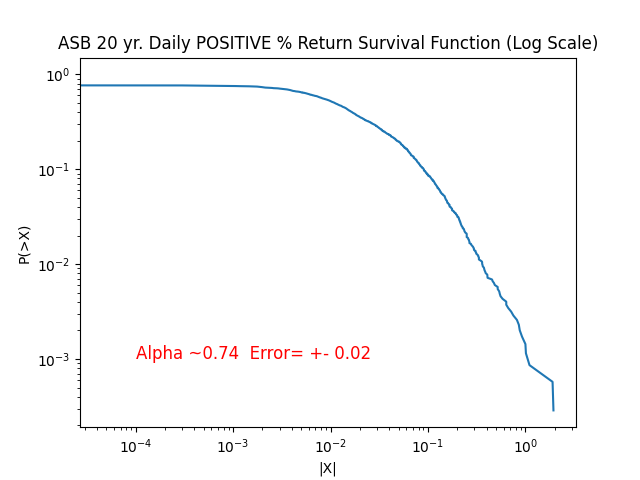 ASB 20 yr. Daily POSITIVE % Return Survival Function (Log Scale)
10⁰
10⁻¹
P(>X)
10⁻²
Alpha ~0.74  Error= +- 0.02
10⁻³
10⁻⁴ 10⁻³ 10⁻² 10⁻¹ 10⁰
|X|